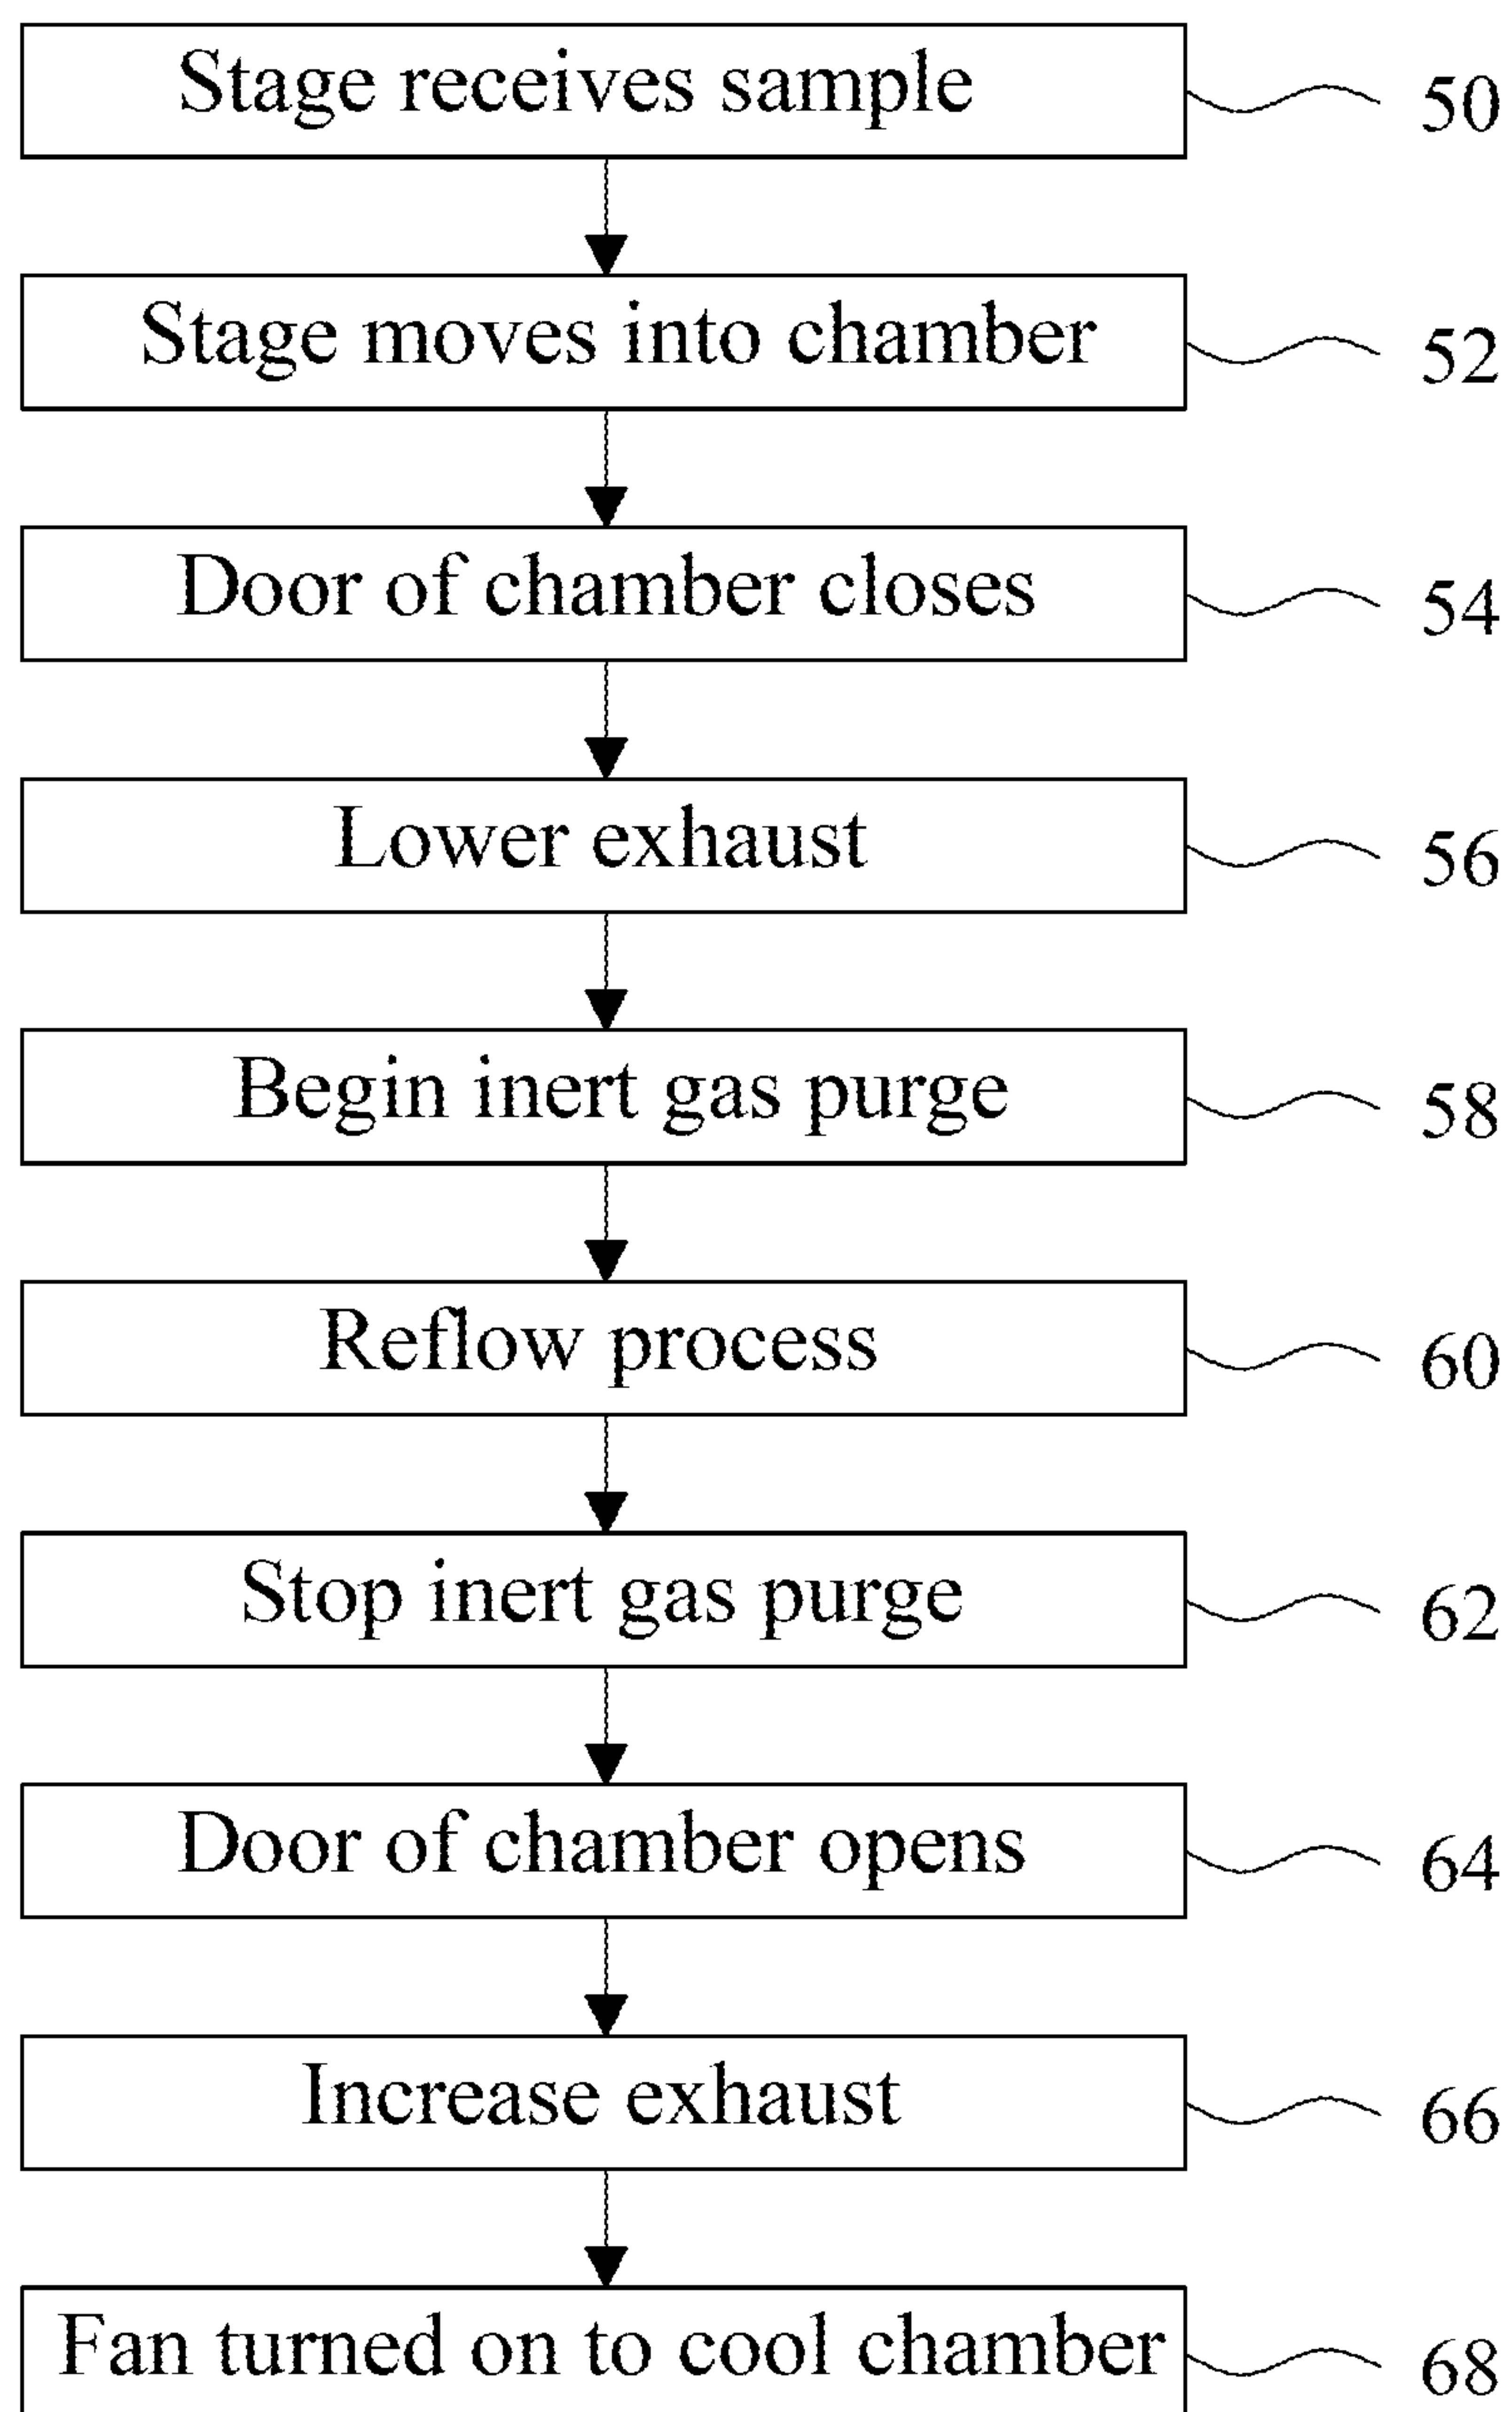 Stage receives sample 50
Stage moves into chamber 52
Door of chamber closes 54
Lower exhaust 56
Begin inert gas purge 58
Reflow process 60
Stop inert gas purge 62
Door of chamber opens 64
Increase exhaust 66
Fan turned on to cool chamber 68